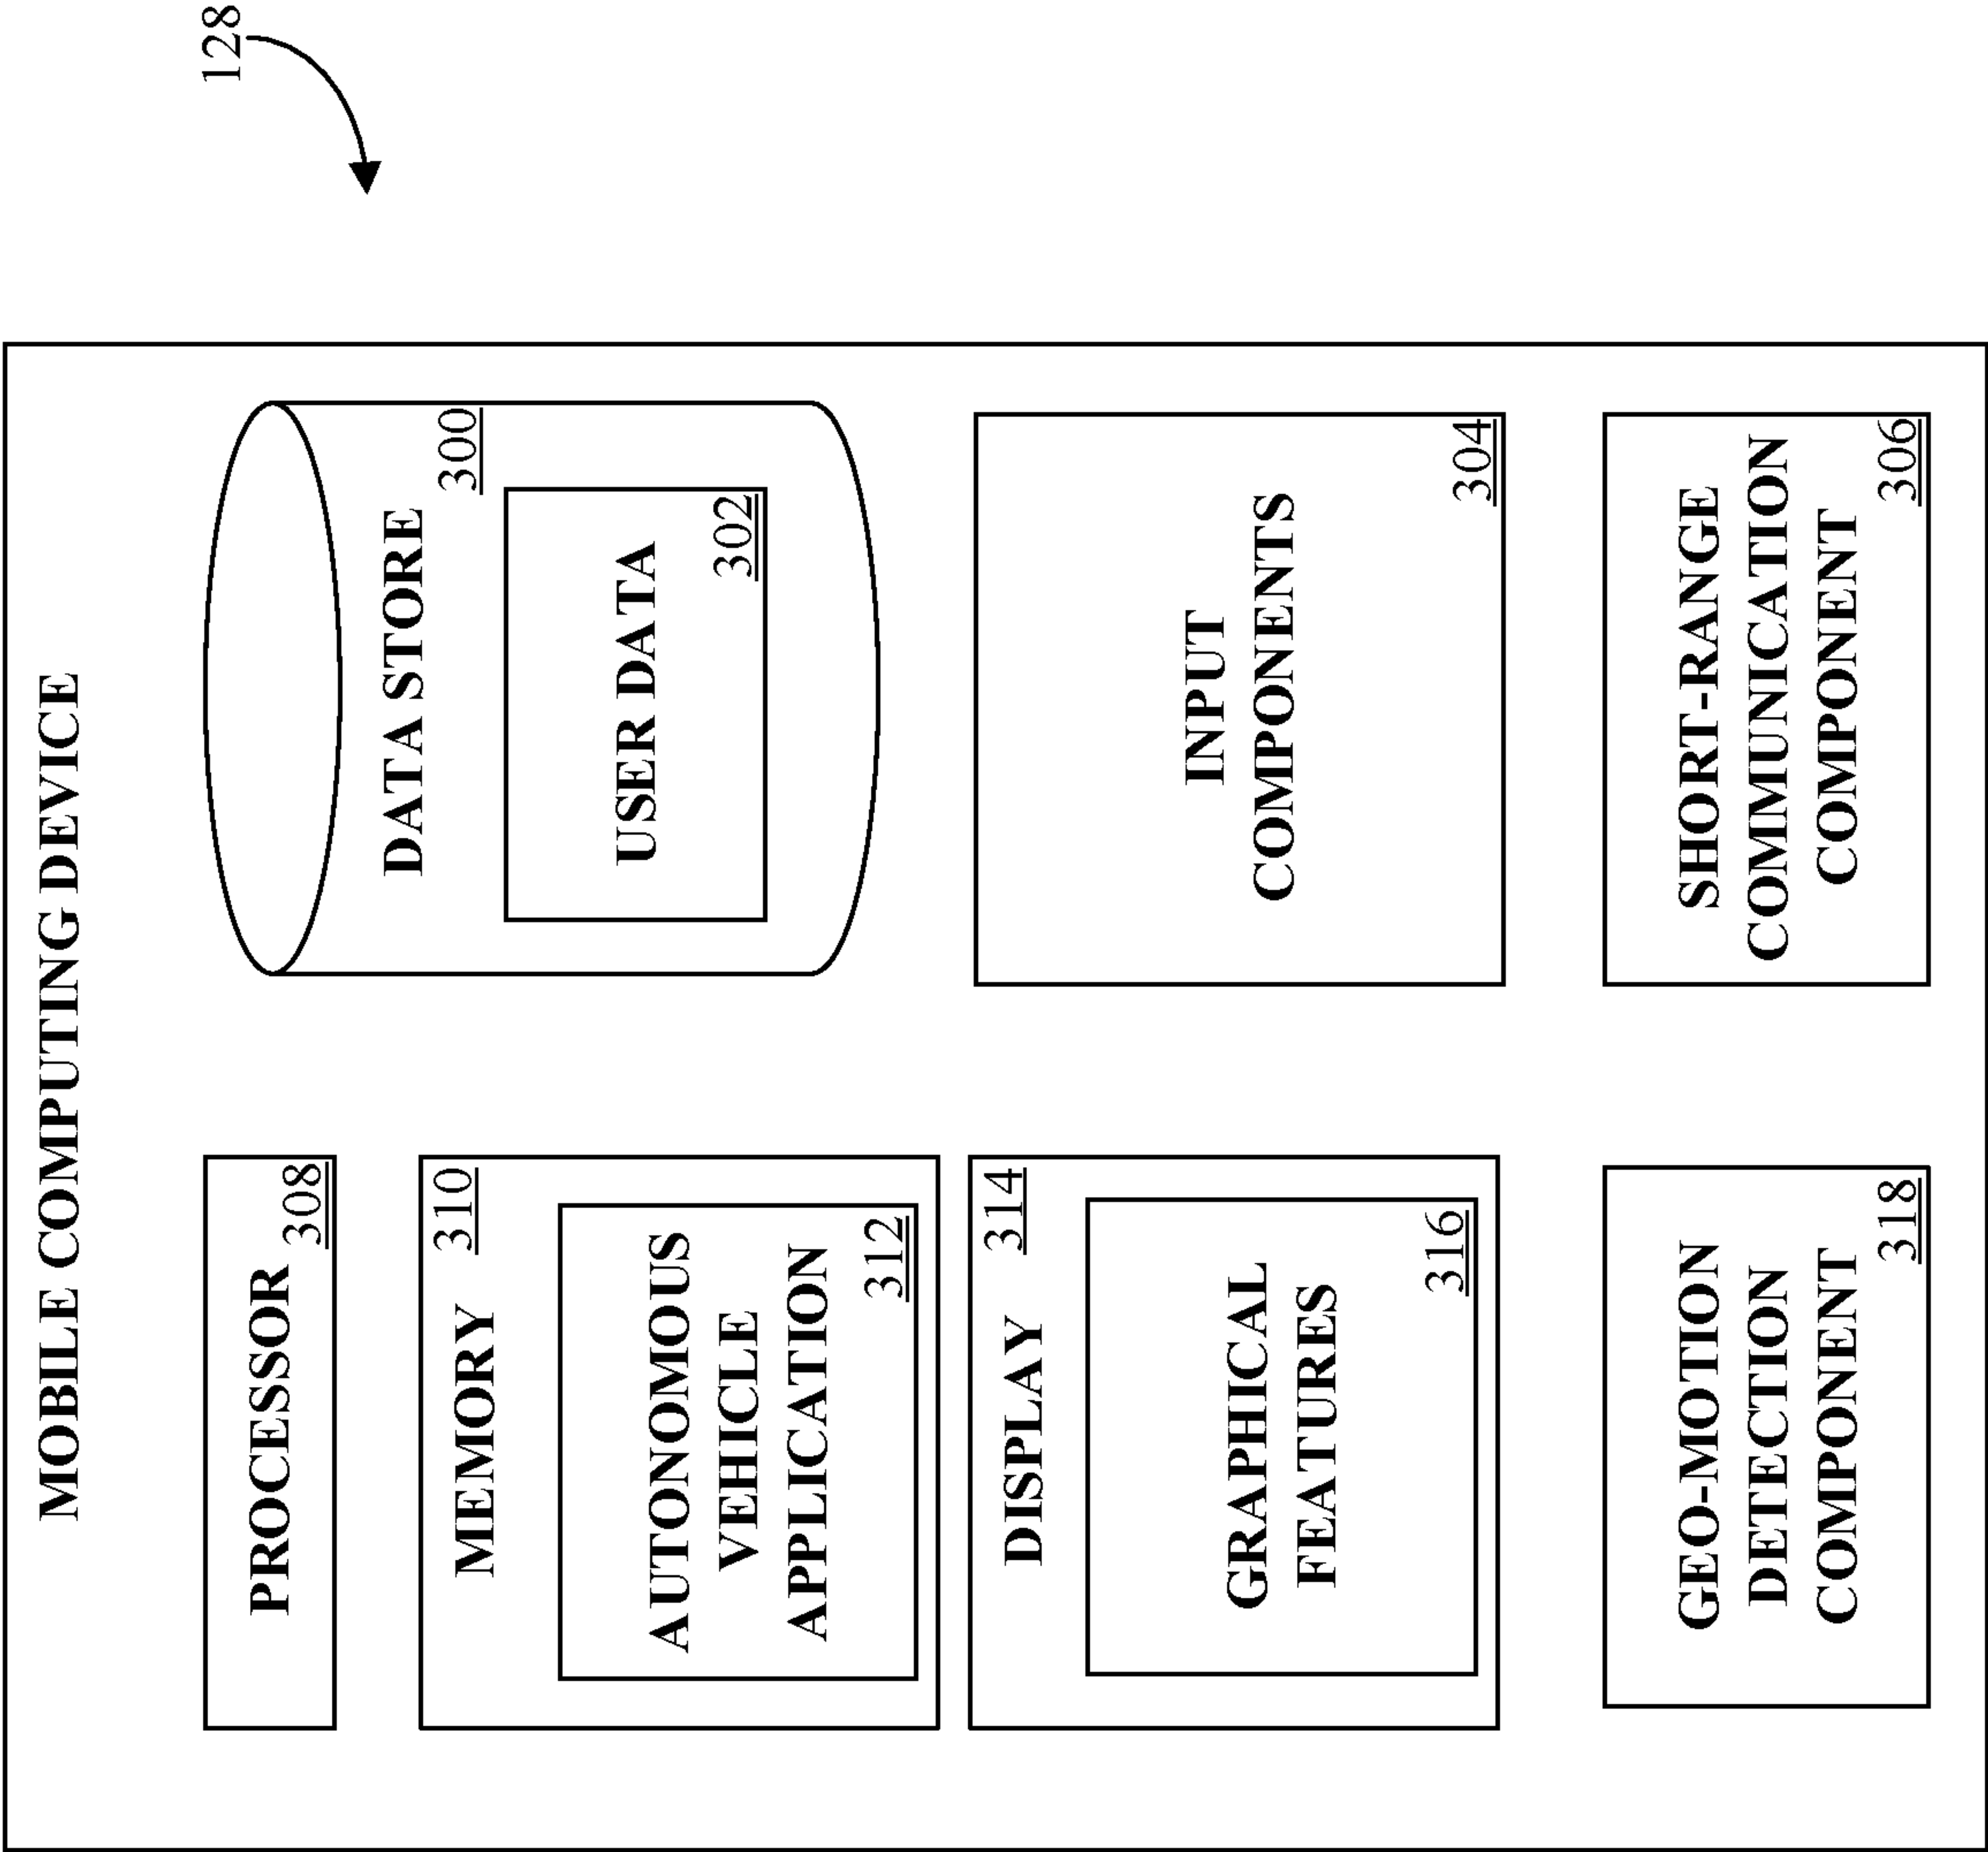 128
MOBILE COMPUTING DEVICE
PROCESSOR
308
MEMORY
310
AUTONOMOUS
VEHICLE
APPLICATION
312
DISPLAY
314
GRAPHICAL
FEATURES
316
GEO-MOTION
DETECTION
COMPONENT
318
DATA STORE
300
USER DATA
302
INPUT
COMPONENTS
304
SHORT-RANGE
COMMUNICATION
COMPONENT
306